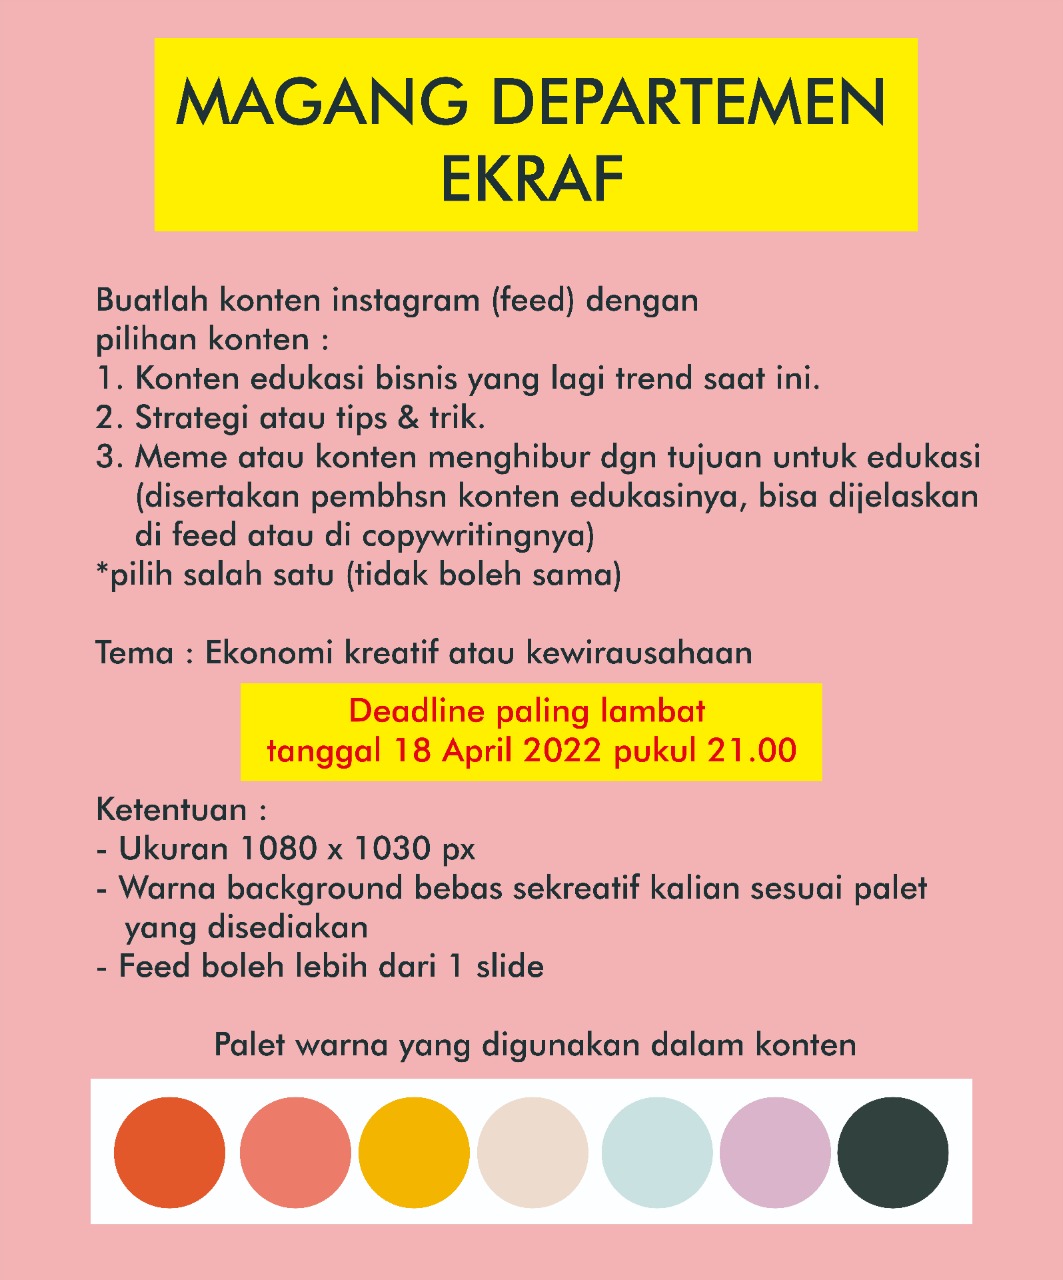 MAGANG DEPARTEMEN
EKRAF
Buatlah konten instagram (feed) dengan
pilihan konten :
1. Konten edukasi bisnis yang lagi trend saat ini.
2. Strategi atau tips & trik.
3. Meme atau konten menghibur dgn tujuan untuk edukasi
(disertakan pembhsn konten edukasinya, bisa dijelaskan
di feed atau di copywritingnya)
*pilih salah satu (tidak boleh sama)
Tema : Ekonomi kreatif atau kewirausahaan
Deadline paling lambat
tanggal 18 April 2022 pukul 21.00
Ketentuan :
- Ukuran 1080 x 1030 px
- Warna background bebas sekreatif kalian sesuai palet
yang disediakan
- Feed boleh lebih dari 1 slide
Palet warna yang digunakan dalam konten